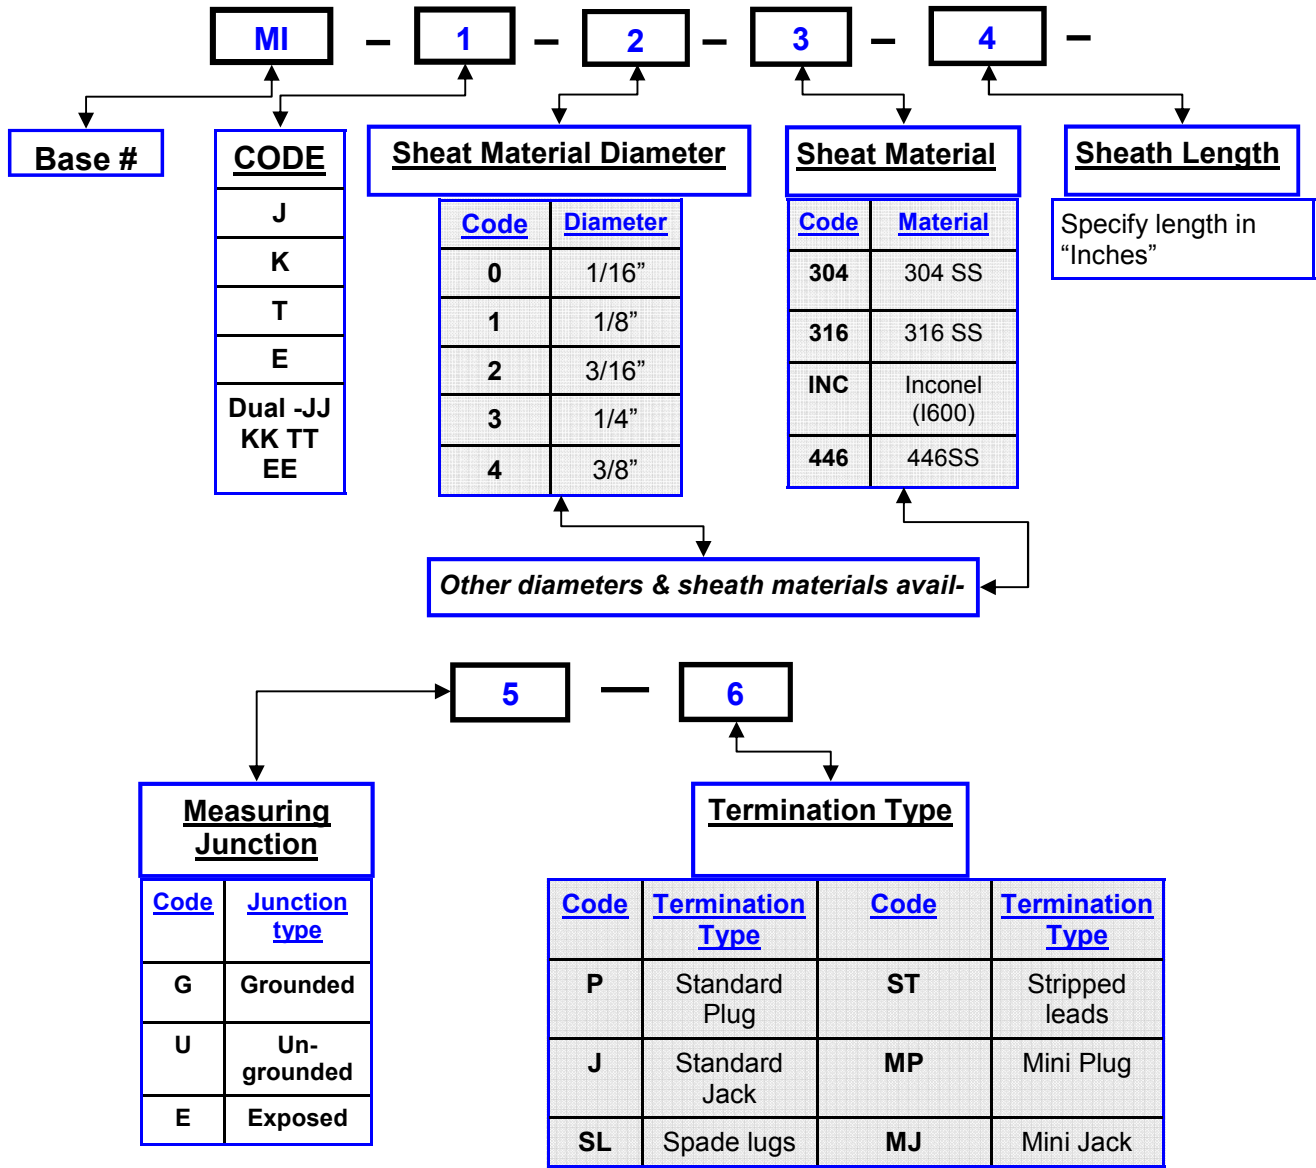 MI – 1 – 2 – 3 – 4 –
Base #
CODE
J
K
T
E
Dual -JJ
KK TT
EE
Sheat Material Diameter
Code Diameter
0 1/16”
1 1/8”
2 3/16”
3 1/4”
4 3/8”
Sheat Material
Code Material
304 304 SS
316 316 SS
INC Inconel
(I600)
446 446SS
Sheath Length
Specify length in
“Inches”
Other diameters & sheath materials avail-
5 — 6
Measuring
Junction
Code Junction
type
G Grounded
U Un-
grounded
E Exposed
Termination Type
Code Termination Code Termination
Type Type
P Standard ST Stripped
Plug leads
J Standard MP Mini Plug
Jack
SL Spade lugs MJ Mini Jack